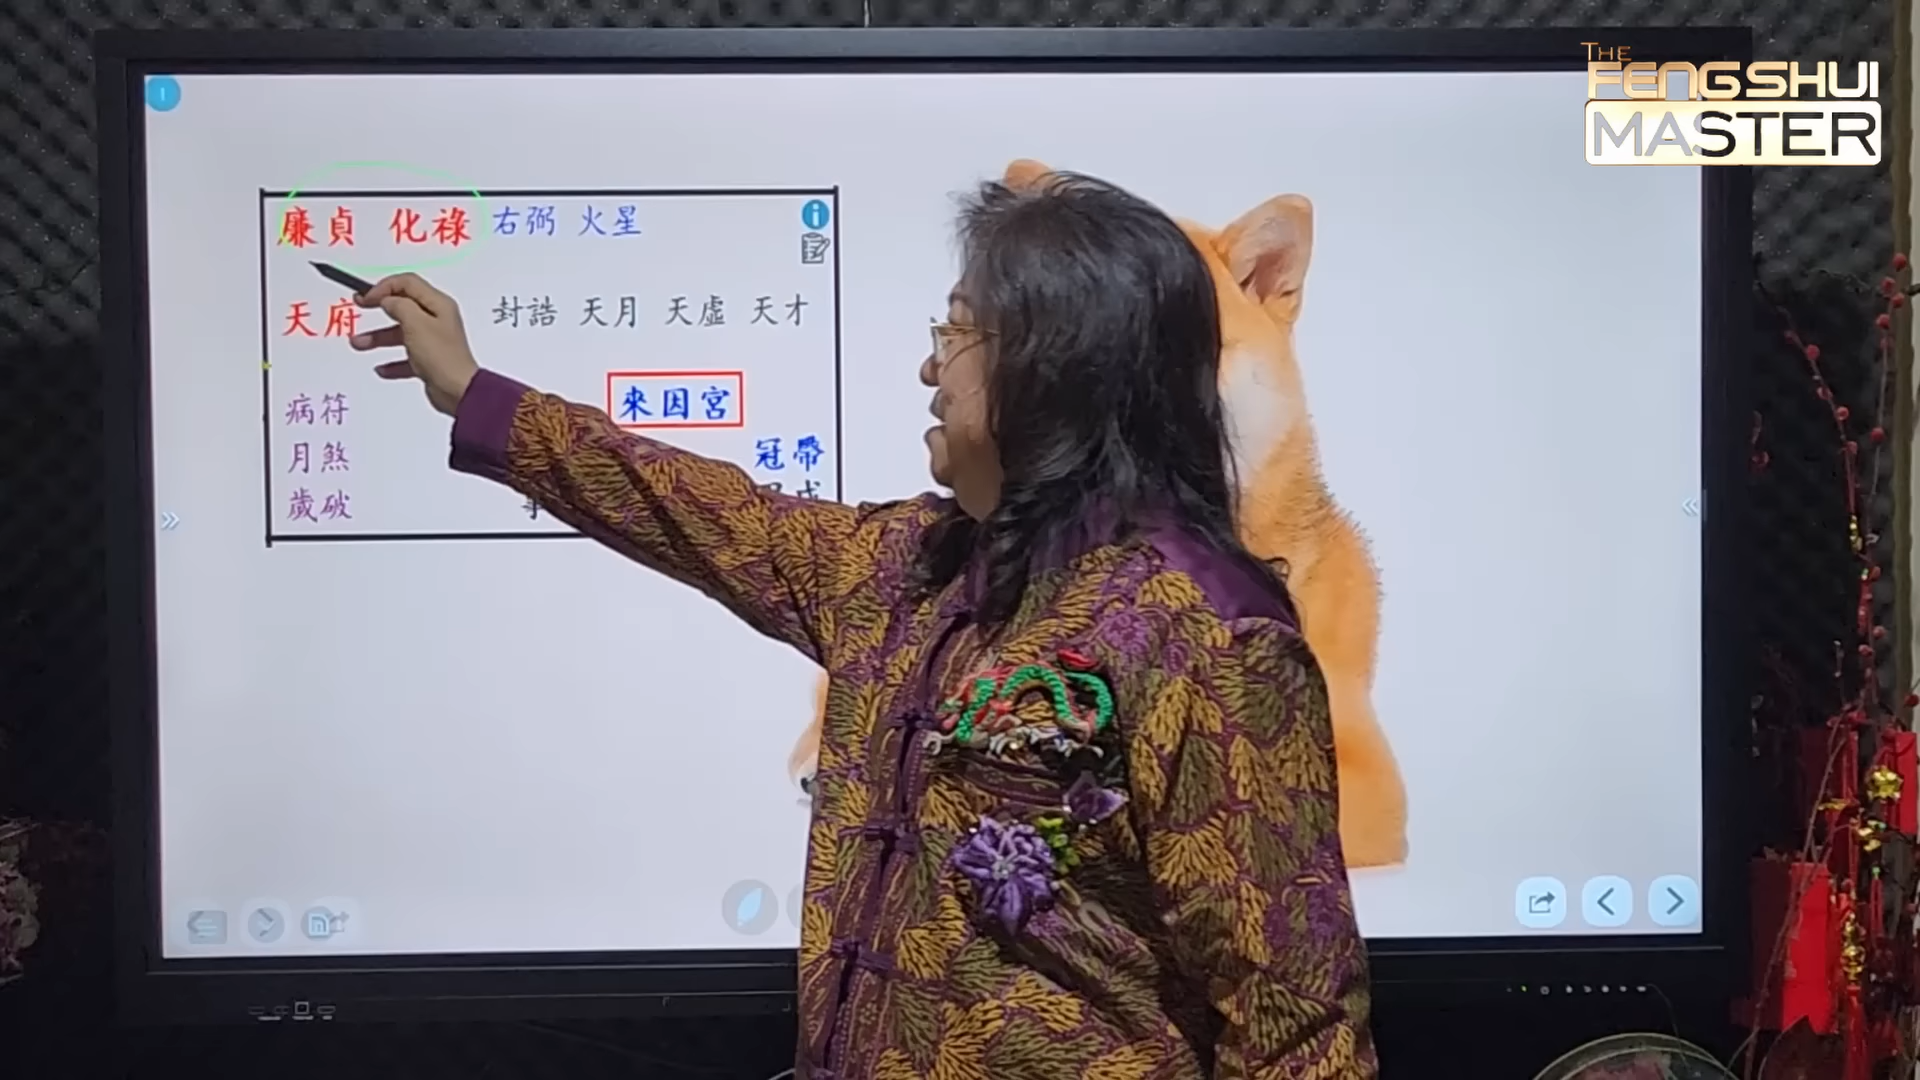 THE
FENG SHUI
MASTER
廉貞 化祿 右弼 火星
天府 封誥 天月 天虛 天才
來因宮
病符
月煞
歲破
冠帶